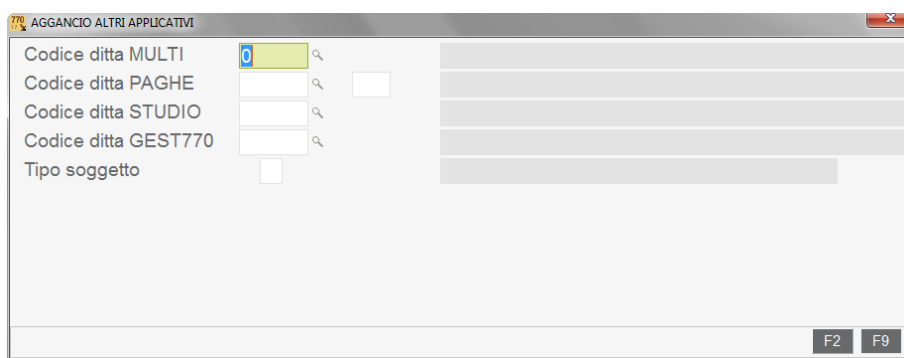 770 AGGANCIO ALTRI APPLICATIVI
Codice ditta MULTI 0
Codice ditta PAGHE
Codice ditta STUDIO
Codice ditta GEST770
Tipo soggetto
F2 F9